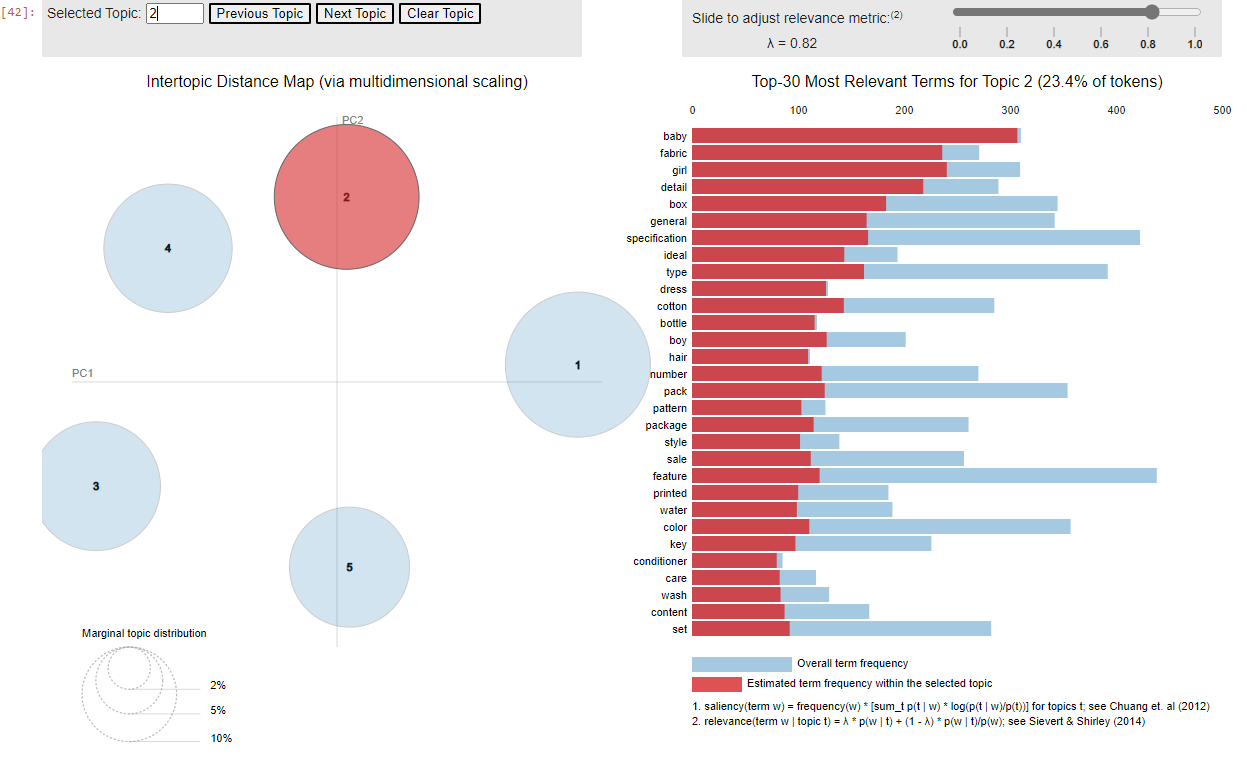 [42]:
Selected Topic: 2 Previous Topic Next Topic Clear Topic
Slide to adjust relevance metric:(2)
λ = 0.82
0.0 0.2 0.4 0.6 0.8 1.0
Intertopic Distance Map (via multidimensional scaling)
PC2
2
4
1
PC1
3
5
Marginal topic distribution
2%
5%
10%
Top-30 Most Relevant Terms for Topic 2 (23.4% of tokens)
0 100 200 300 400 500
baby
fabric
girl
detail
box
general
specification
ideal
type
dress
cotton
bottle
boy
hair
number
pack
pattern
package
style
sale
feature
printed
water
color
key
conditioner
care
wash
content
set
Overall term frequency
Estimated term frequency within the selected topic
1. saliency(term w) = frequency(w) * [sum_t p(t | w) * log(p(t | w)/p(t))] for topics t; see Chuang et. al (2012)
2. relevance(term w | topic t) = λ * p(w | t) + (1 - λ) * p(w | t)/p(w); see Sievert & Shirley (2014)